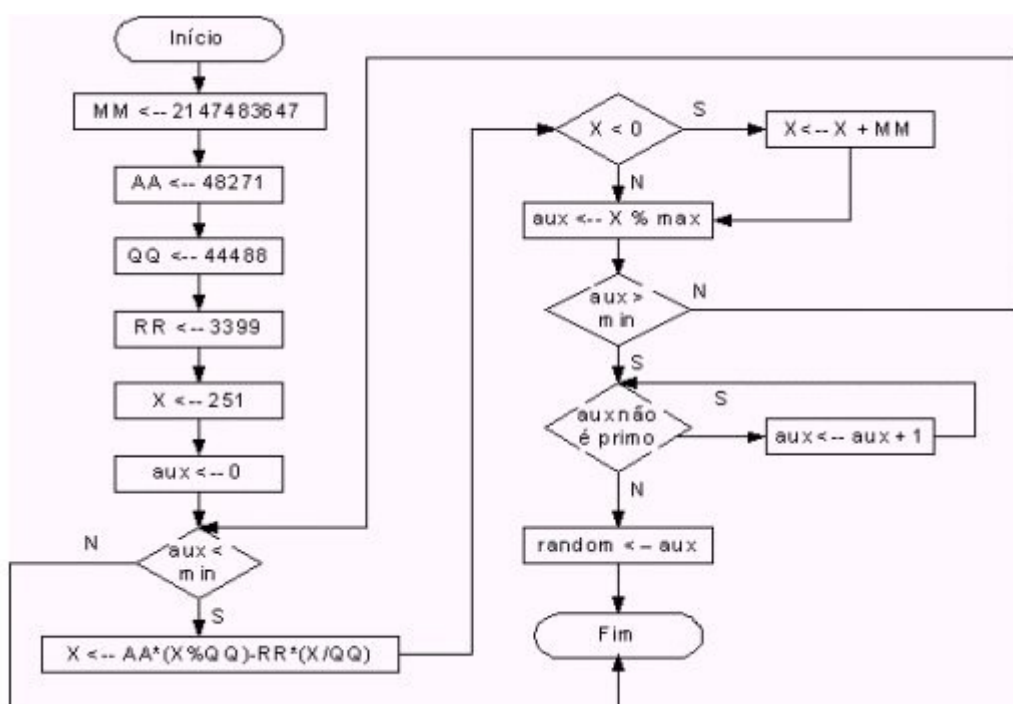 Início
MM <-- 2147483647
AA <-- 48271
QQ <-- 44488
RR <-- 3399
X <-- 251
aux <-- 0
aux <
min
N
S
X <-- AA*(X%QQ)-RR*(X/QQ)
X < 0
S
X <-- X + MM
N
aux <-- X % max
aux >
min
N
S
aux não
é primo
S
aux <-- aux + 1
N
random <-- aux
Fim